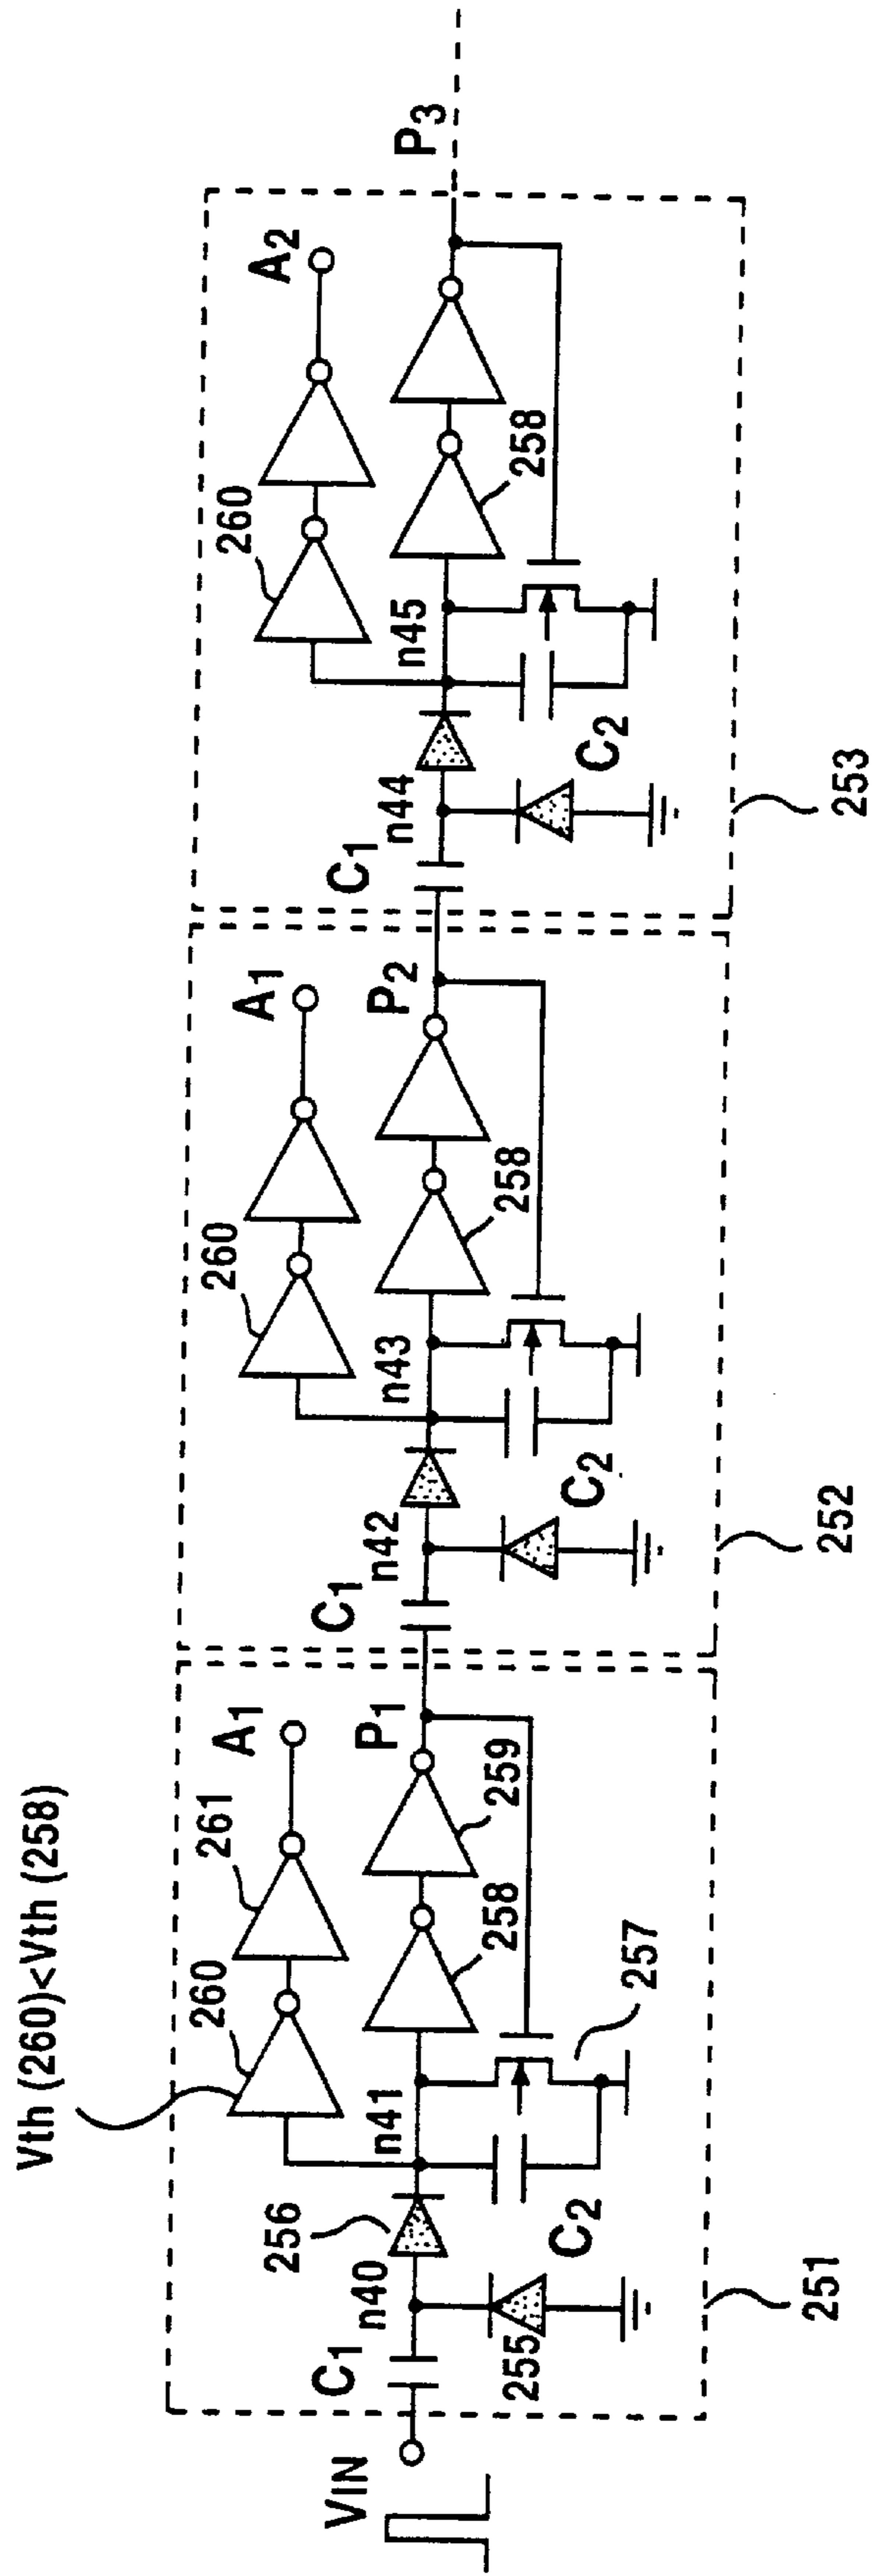 Vth (260)<Vth (258)
VIN
C1
n40
255
256
C2
n41
260
261
A1
258
259
P1
257
251
C1
n42
C2
n43
260
A1
258
P2
252
C1
n44
C2
n45
260
A2
258
P3
253